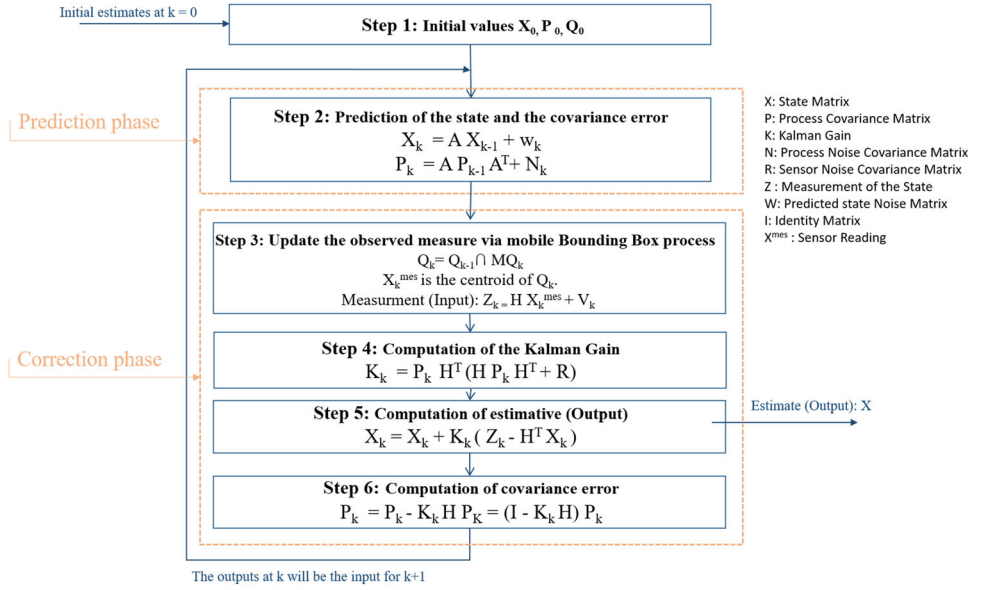 Initial estimates at k = 0
Step 1: Initial values X₀, P ₀, Q₀
Prediction phase
Step 2: Prediction of the state and the covariance error
Xₖ = A Xₖ₋₁ + wₖ
Pₖ = A Pₖ₋₁ Aᵀ+ Nₖ
X: State Matrix
P: Process Covariance Matrix
K: Kalman Gain
N: Process Noise Covariance Matrix
R: Sensor Noise Covariance Matrix
Z : Measurement of the State
W: Predicted state Noise Matrix
I: Identity Matrix
Xᵐᵉˢ : Sensor Reading
Correction phase
Step 3: Update the observed measure via mobile Bounding Box process
Qₖ= Qₖ₋₁∩ MQₖ
Xₖᵐᵉˢ is the centroid of Qₖ.
Measurment (Input): Zₖ₌ H Xₖᵐᵉˢ + Vₖ
Step 4: Computation of the Kalman Gain
Kₖ = Pₖ Hᵀ (H Pₖ Hᵀ + R)
Step 5: Computation of estimative (Output)
Xₖ = Xₖ + Kₖ ( Zₖ - Hᵀ Xₖ )
Estimate (Output): X
Step 6: Computation of covariance error
Pₖ = Pₖ - Kₖ H P_K = (I - Kₖ H) Pₖ
The outputs at k will be the input for k+1